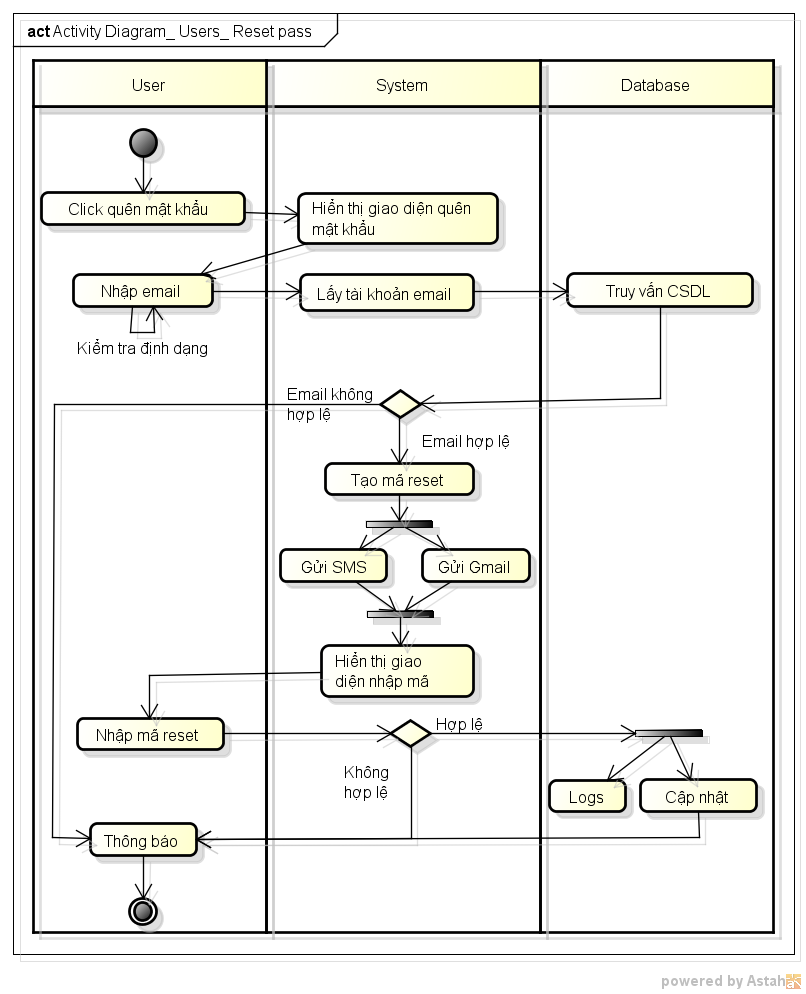 act Activity Diagram_ Users_ Reset pass
User
System
Database
Click quên mật khẩu
Hiển thị giao diện quên
mật khẩu
Nhập email
Lấy tài khoản email
Truy vấn CSDL
Kiểm tra định dạng
Email không
hợp lệ
Email hợp lệ
Tạo mã reset
Gửi SMS
Gửi Gmail
Hiển thị giao
diện nhập mã
Nhập mã reset
Hợp lệ
Không
hợp lệ
Logs
Cập nhật
Thông báo
powered by Astah